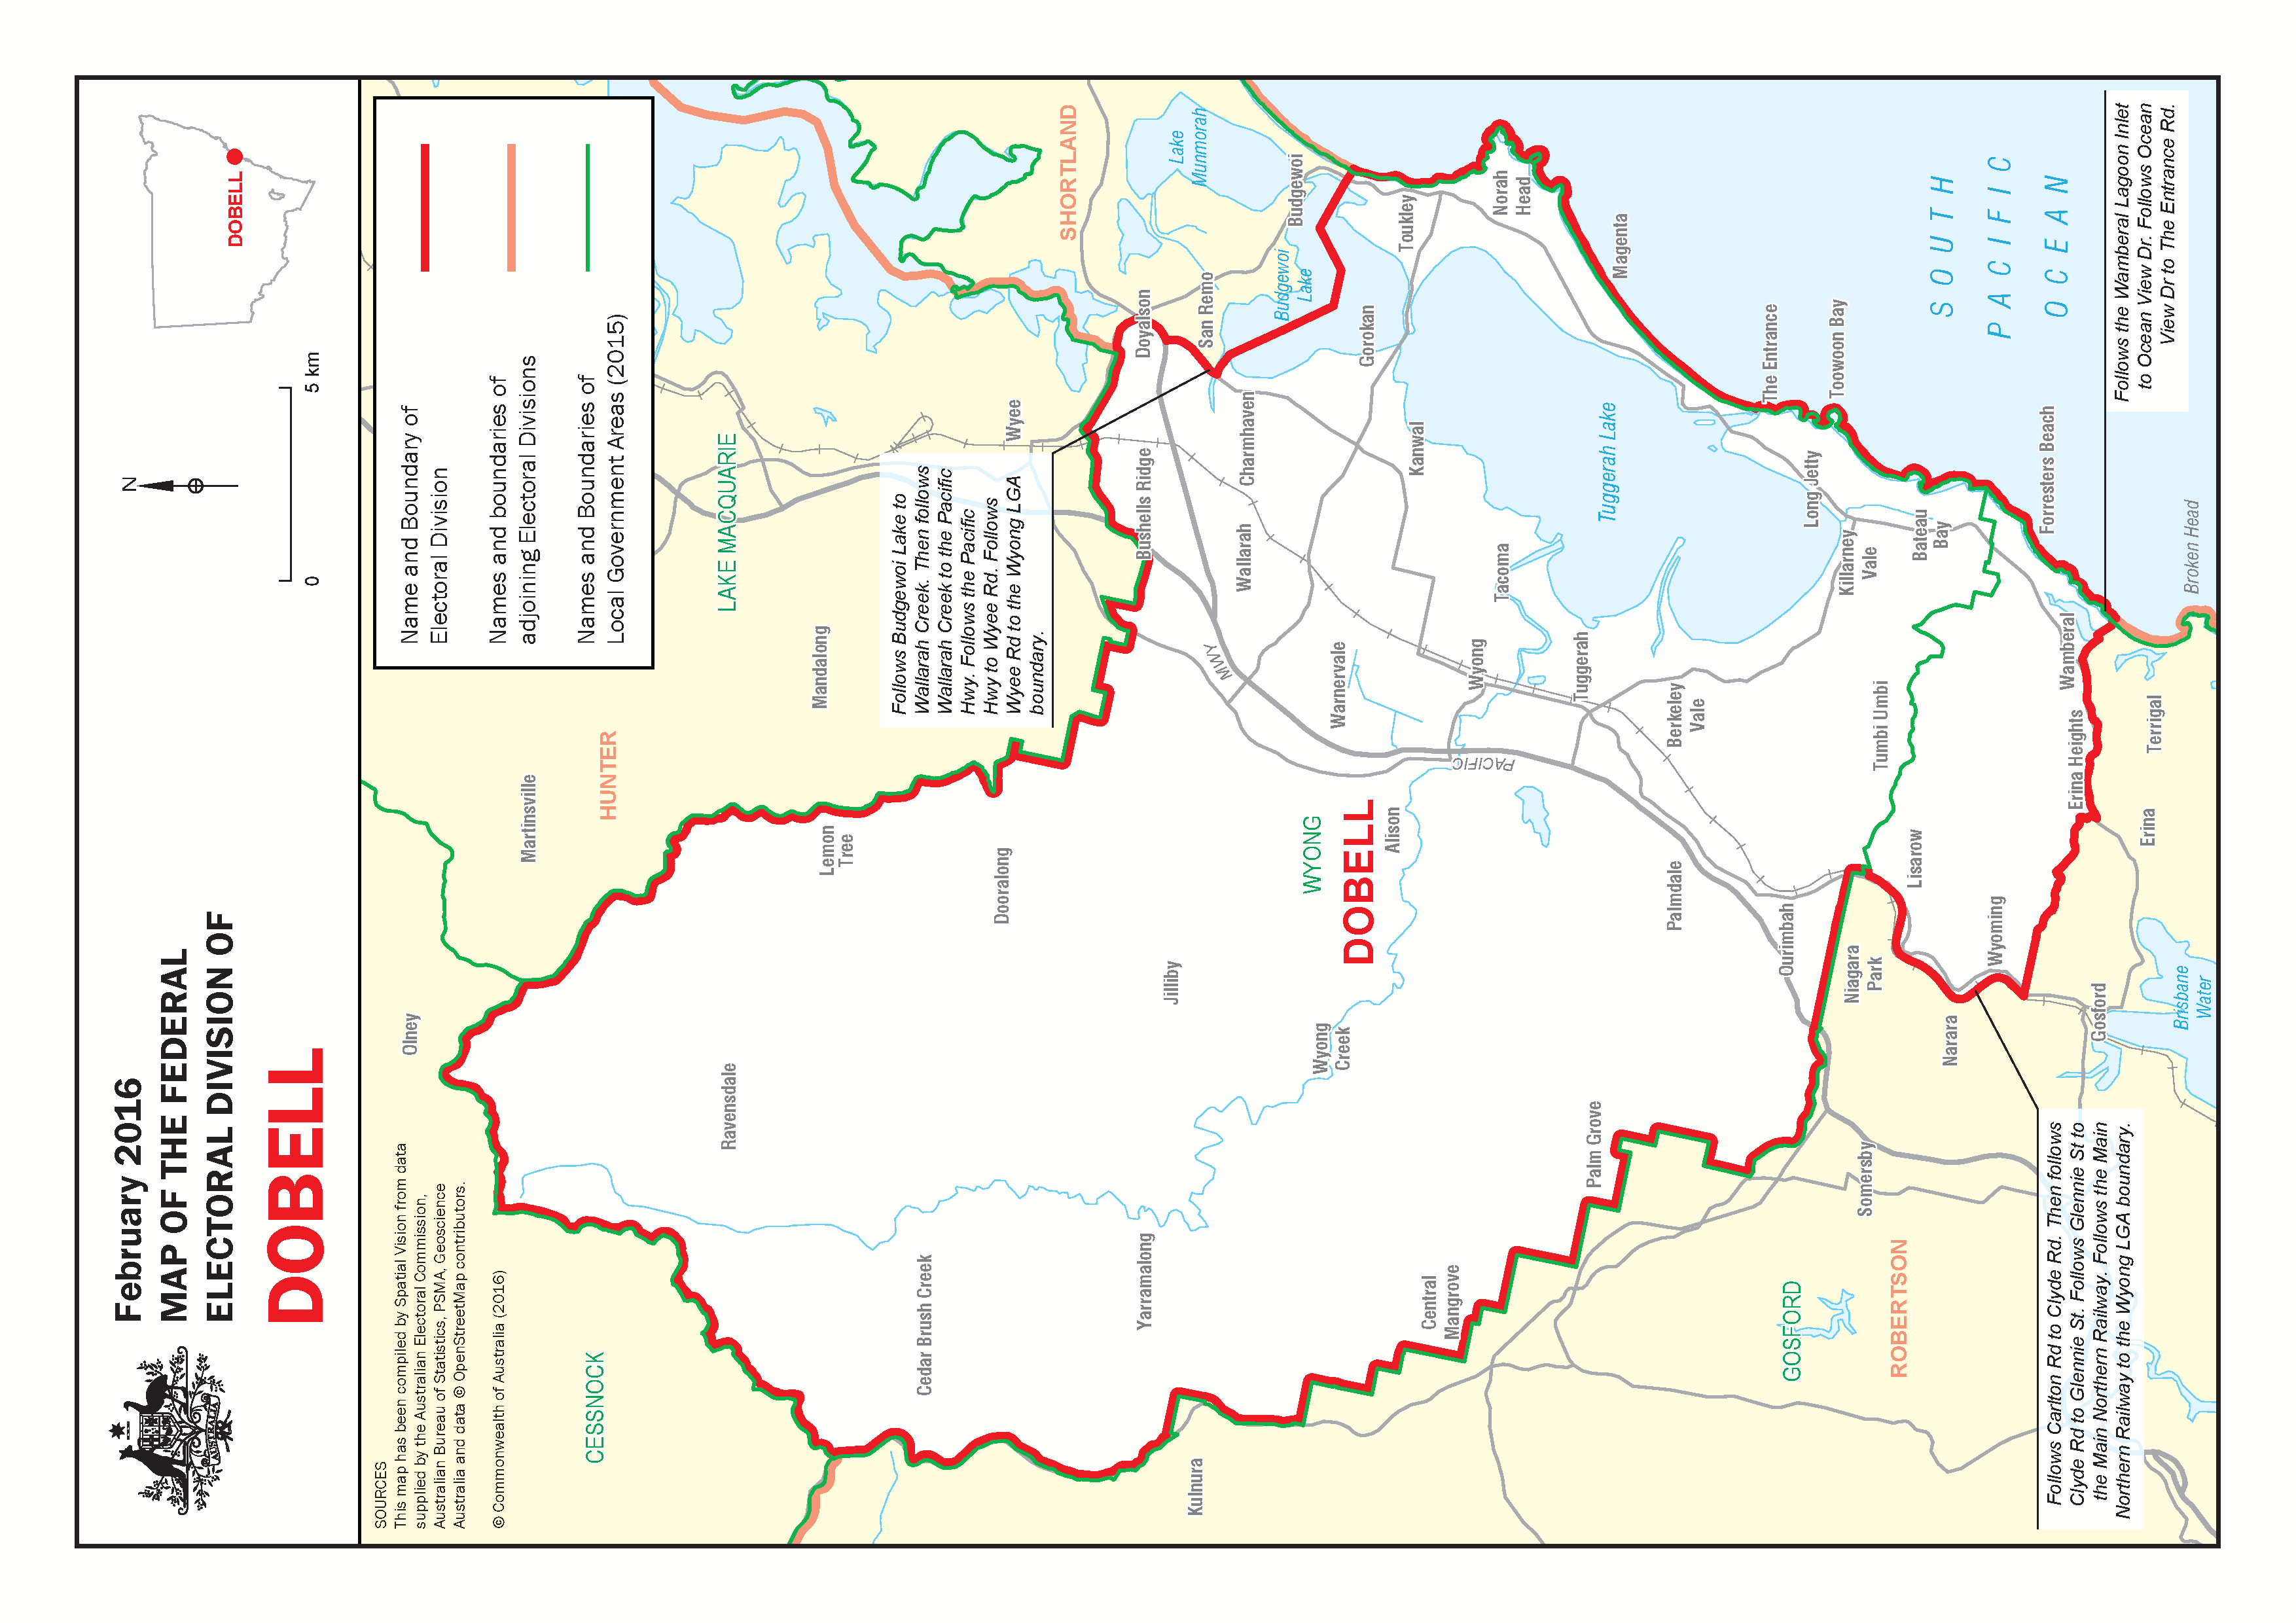 February 2016
MAP OF THE FEDERAL
ELECTORAL DIVISION OF
DOBELL
AUSTRALIA
N
0
5 km
DOBELL
SOURCES
This map has been compiled by Spatial Vision from data
supplied by the Australian Electoral Commission,
Australian Bureau of Statistics, PSMA, Geoscience
Australia and data © OpenStreetMap contributors.
© Commonwealth of Australia (2016)
Name and Boundary of
Electoral Division
Names and boundaries of
adjoining Electoral Divisions
Names and Boundaries of
Local Government Areas (2015)
Olney
Martinsville
HUNTER
CESSNOCK
LAKE MACQUARIE
Ravensdale
Mandalong
Lemon
Tree
Follows Budgewoi Lake to
Wallarah Creek. Then follows
Wallarah Creek to the Pacific
Hwy. Follows the Pacific
Hwy to Wyee Rd. Follows
Wyee Rd to the Wyong LGA
boundary.
Cedar Brush Creek
Dooralong
Wyee
SHORTLAND
Yarramalong
Jilliby
Bushells Ridge
Doyalson
Lake
Munmorah
Kulnura
San Remo
MWY
Wallarah
Charmhaven
Budgewoi
Budgewoi
Lake
WYONG
Wyong
Creek
Warnervale
DOBELL
Gorokan
Alison
Toukley
Kanwal
Central
Mangrove
PACIFIC
Wyong
Tacoma
Norah
Head
Palm Grove
Tuggerah
Tuggerah Lake
Magenta
Palmdale
Berkeley
Vale
The Entrance
Ourimbah
GOSFORD
Long Jetty
Toowoon Bay
Niagara
Park
Killarney
Vale
Somersby
Tumbi Umbi
ROBERTSON
Lisarow
Bateau
Bay
SOUTH
PACIFIC
OCEAN
Narara
Wyoming
Forresters Beach
Wamberal
Erina Heights
Gosford
Erina
Terrigal
Broken Head
Brisbane
Water
Follows Carlton Rd to Clyde Rd. Then follows
Clyde Rd to Glennie St. Follows Glennie St to
the Main Northern Railway. Follows the Main
Northern Railway to the Wyong LGA boundary.
Follows the Wamberal Lagoon Inlet
to Ocean View Dr. Follows Ocean
View Dr to The Entrance Rd.